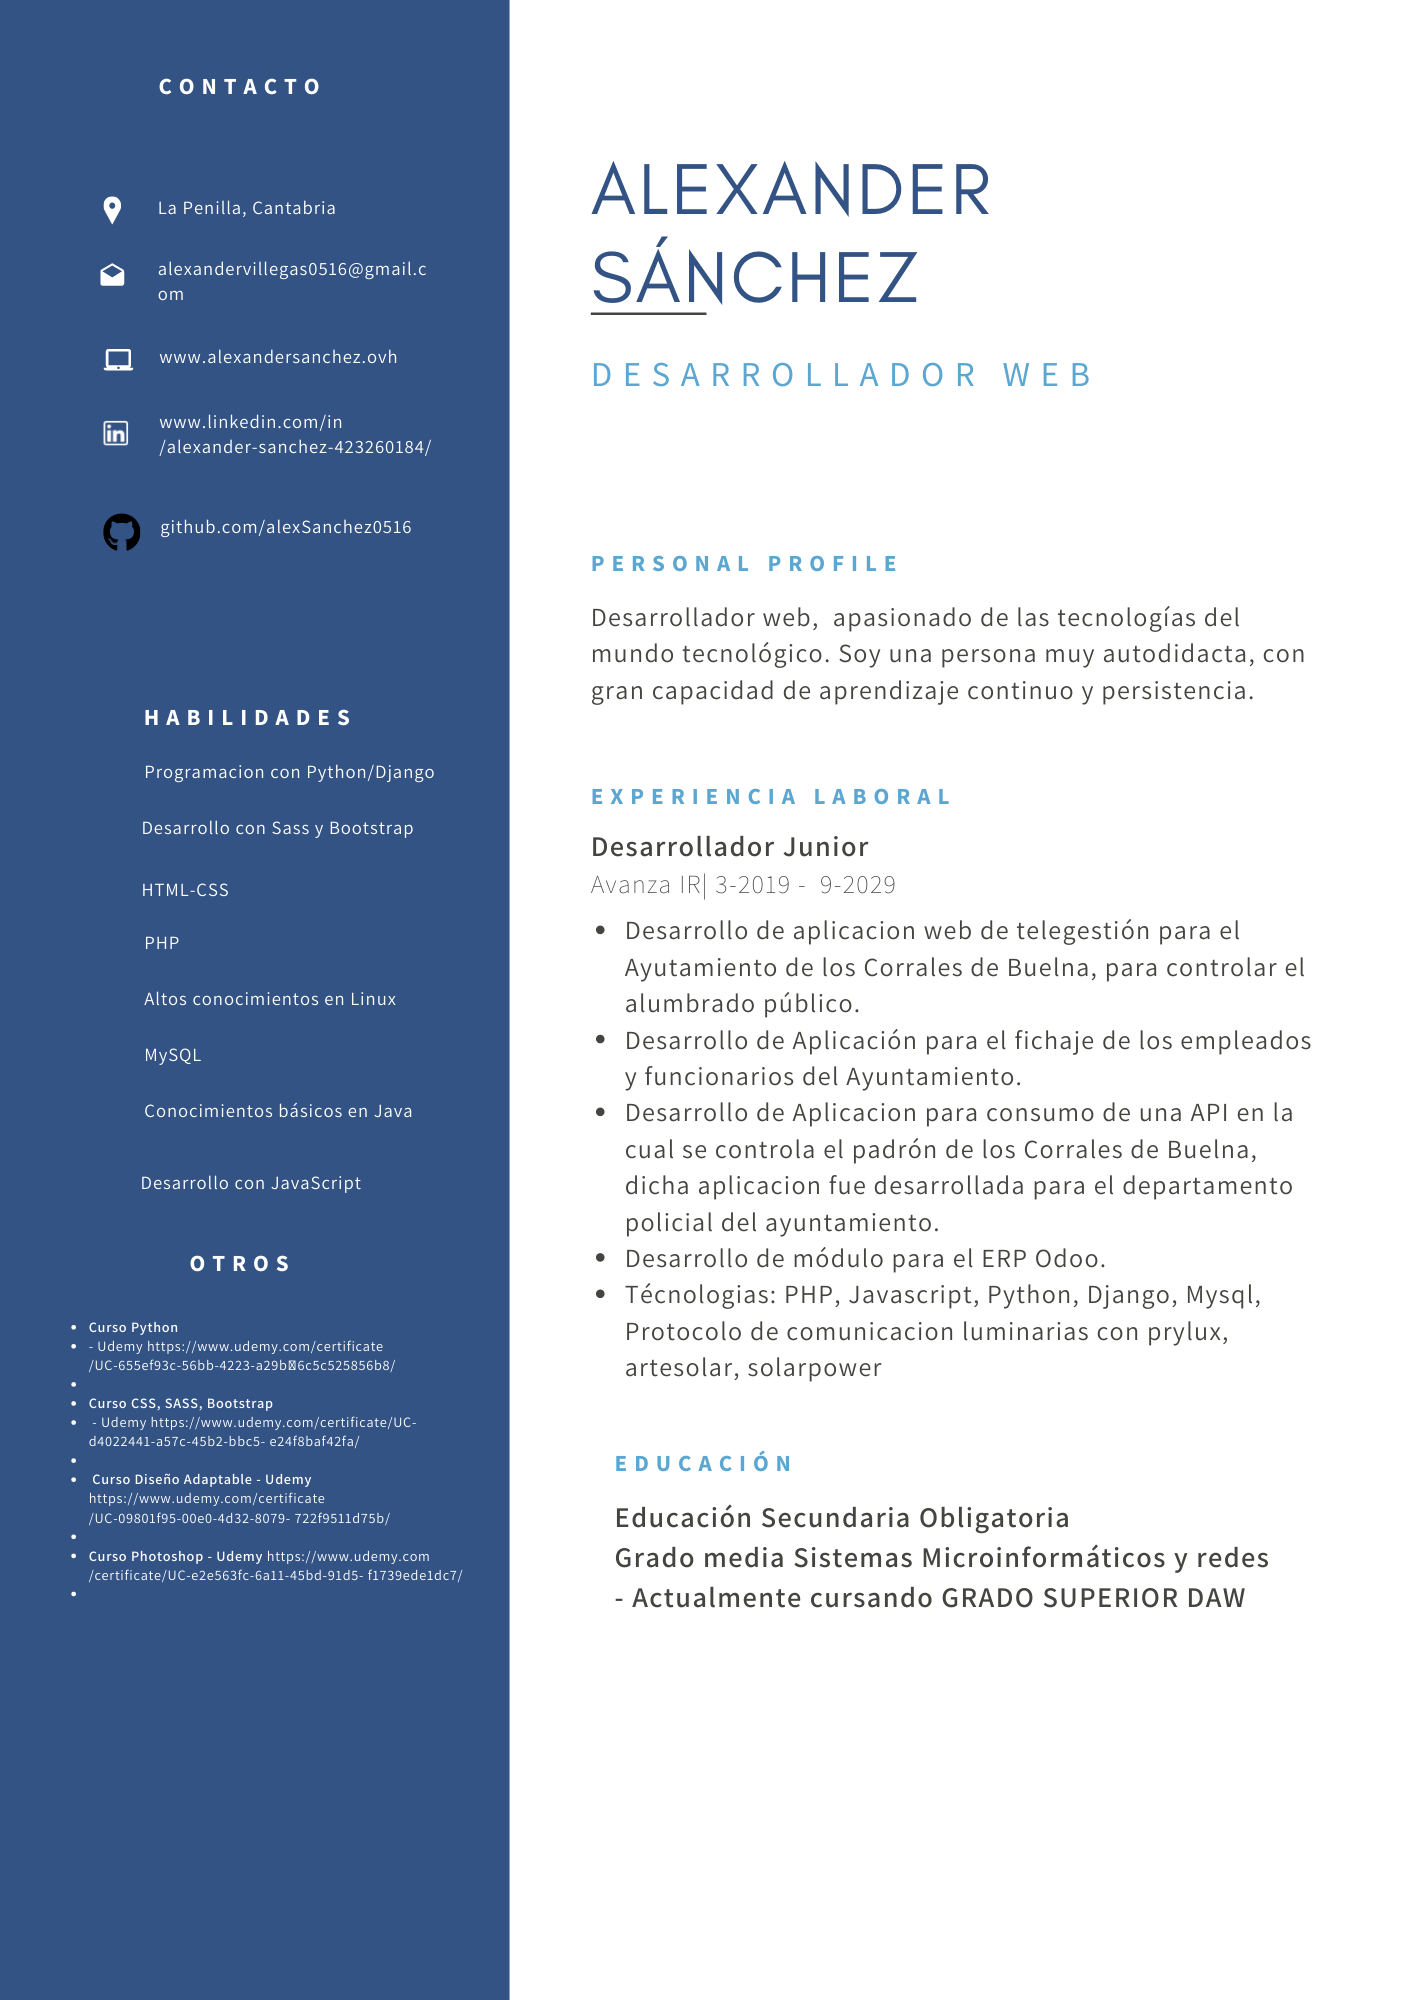 CONTACTO
La Penilla, Cantabria
alexandervillegas0516@gmail.c
om
www.alexandersanchez.ovh
www.linkedin.com/in
/alexander-sanchez-423260184/
github.com/alexSanchez0516
HABILIDADES
Programacion con Python/Django
Desarrollo con Sass y Bootstrap
HTML-CSS
PHP
Altos conocimientos en Linux
MySQL
Conocimientos básicos en Java
Desarrollo con JavaScript
OTROS
Curso Python
- Udemy https://www.udemy.com/certificate
/UC-655ef93c-56bb-4223-a29b6c5c525856b8/
Curso CSS, SASS, Bootstrap
- Udemy https://www.udemy.com/certificate/UC-
d4022441-a57c-45b2-bbc5- e24f8baf42fa/
Curso Diseño Adaptable - Udemy
https://www.udemy.com/certificate
/UC-09801f95-00e0-4d32-8079- 722f9511d75b/
Curso Photoshop - Udemy https://www.udemy.com
/certificate/UC-e2e563fc-6a11-45bd-91d5- f1739ede1dc7/
ALEXANDER
SÁNCHEZ
DESARROLLADOR WEB
PERSONAL PROFILE
Desarrollador web,  apasionado de las tecnologías del
mundo tecnológico. Soy una persona muy autodidacta, con
gran capacidad de aprendizaje continuo y persistencia.
EXPERIENCIA LABORAL
Desarrollador Junior
Avanza IR| 3-2019 -  9-2029
Desarrollo de aplicacion web de telegestión para el
Ayutamiento de los Corrales de Buelna, para controlar el
alumbrado público.
Desarrollo de Aplicación para el fichaje de los empleados
y funcionarios del Ayuntamiento.
Desarrollo de Aplicacion para consumo de una API en la
cual se controla el padrón de los Corrales de Buelna,
dicha aplicacion fue desarrollada para el departamento
policial del ayuntamiento.
Desarrollo de módulo para el ERP Odoo.
Técnologias: PHP, Javascript, Python, Django, Mysql,
Protocolo de comunicacion luminarias con prylux,
artesolar, solarpower
EDUCACIÓN
Educación Secundaria Obligatoria
Grado media Sistemas Microinformáticos y redes
- Actualmente cursando GRADO SUPERIOR DAW